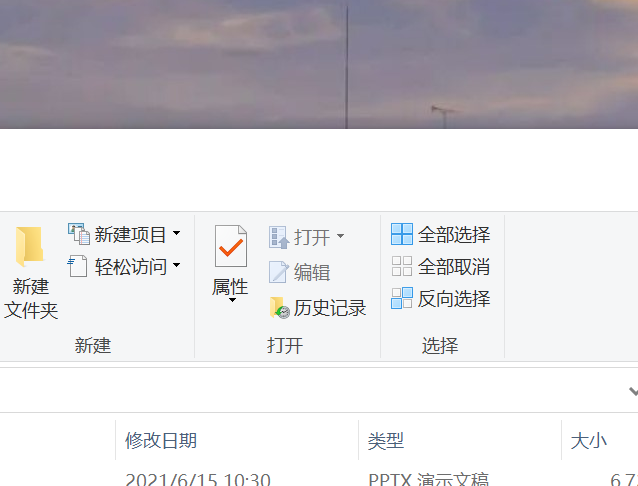 新建项目
轻松访问
新建
文件夹
新建
属性
打开
编辑
历史记录
打开
全部选择
全部取消
反向选择
选择
修改日期 类型 大小
2021/6/15 10:30 PPTX 演示文稿